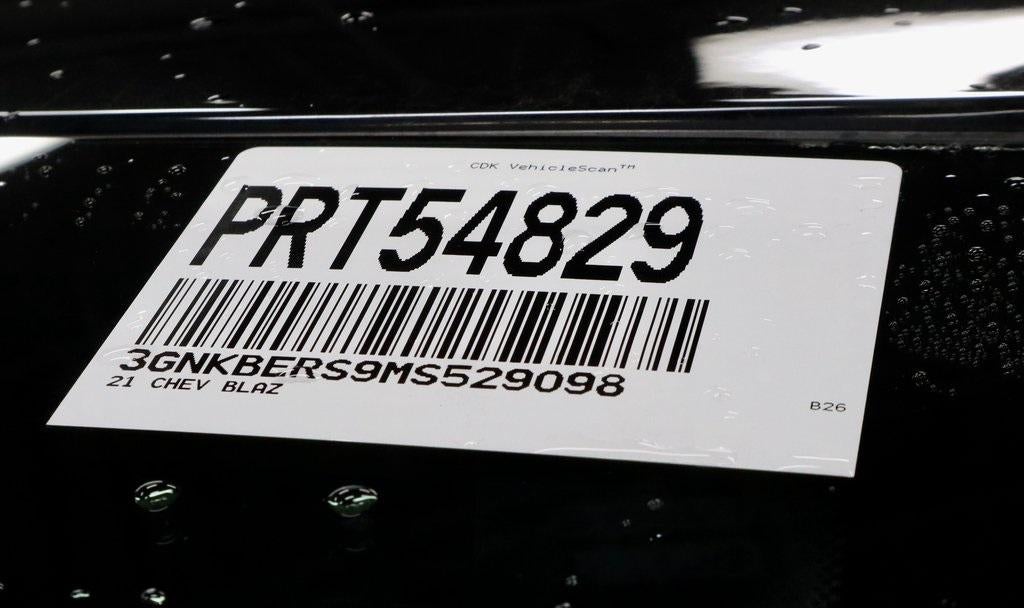 CDK VehicleScan™
PRT54829
3GNKBERS9MS529098
21 CHEV BLAZ
B26